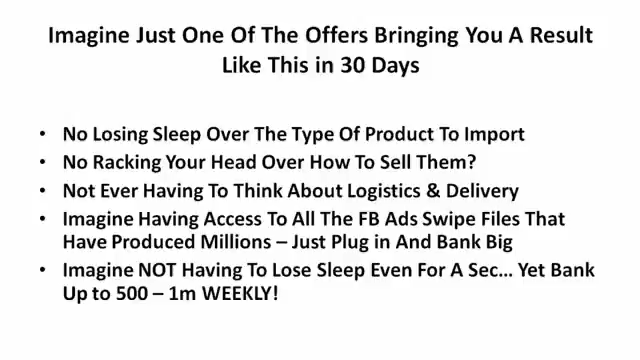 Imagine Just One Of The Offers Bringing You A Result
Like This in 30 Days
• No Losing Sleep Over The Type Of Product To Import
• No Racking Your Head Over How To Sell Them?
• Not Ever Having To Think About Logistics & Delivery
• Imagine Having Access To All The FB Ads Swipe Files That
Have Produced Millions – Just Plug in And Bank Big
• Imagine NOT Having To Lose Sleep Even For A Sec... Yet Bank
Up to 500 – 1m WEEKLY!